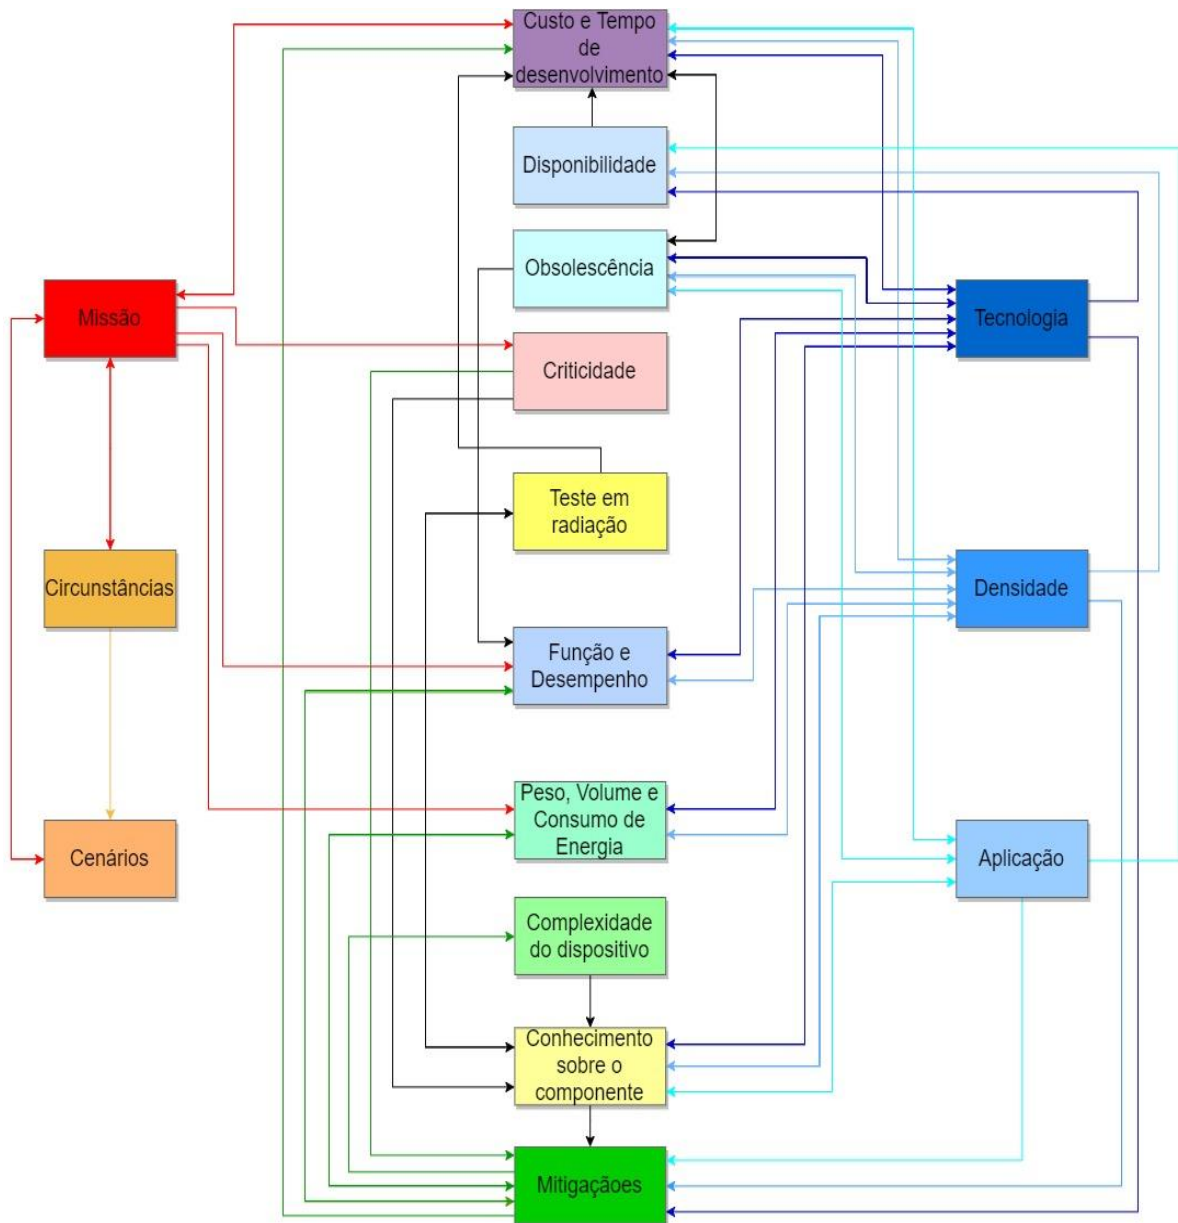 Custo e Tempo
de
desenvolvimento
Disponibilidade
Obsolescência
Missão
Tecnologia
Criticidade
Teste em
radiação
Circunstâncias
Densidade
Função e
Desempenho
Peso, Volume e
Consumo de
Energia
Cenários
Aplicação
Complexidade
do dispositivo
Conhecimento
sobre o
componente
Mitigaçãoes